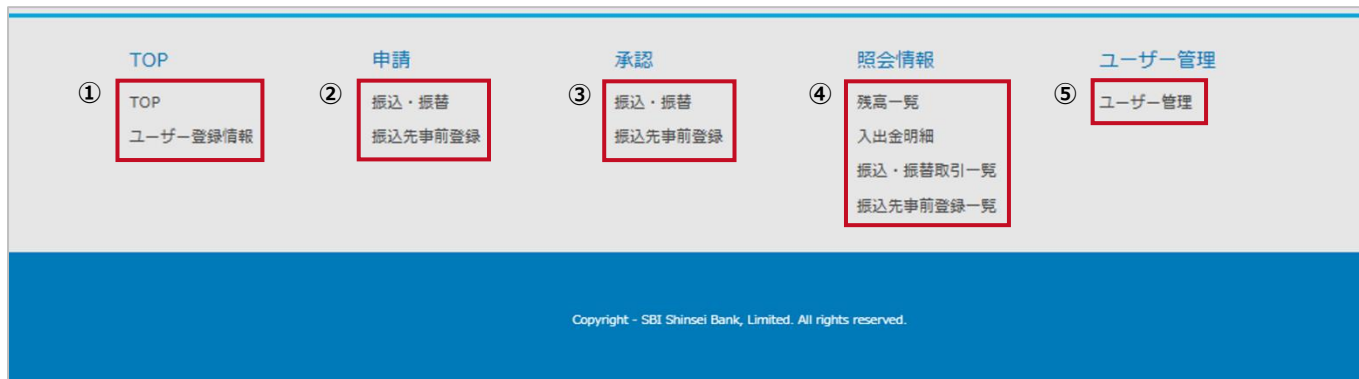 TOP
①
TOP
ユーザー登録情報
申請
②
振込・振替
振込先事前登録
承認
③
振込・振替
振込先事前登録
照会情報
④
残高一覧
入出金明細
振込・振替取引一覧
振込先事前登録一覧
ユーザー管理
⑤
ユーザー管理
Copyright - SBI Shinsei Bank, Limited. All rights reserved.